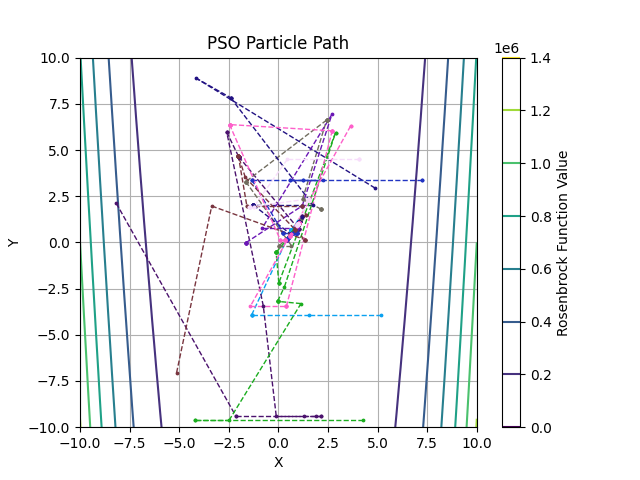 PSO Particle Path
1e6
10.0
7.5
5.0
2.5
0.0
−2.5
−5.0
−7.5
−10.0
Y
−10.0 −7.5 −5.0 −2.5 0.0 2.5 5.0 7.5 10.0
X
1.4
1.2
1.0
0.8
0.6
0.4
0.2
0.0
Rosenbrock Function Value